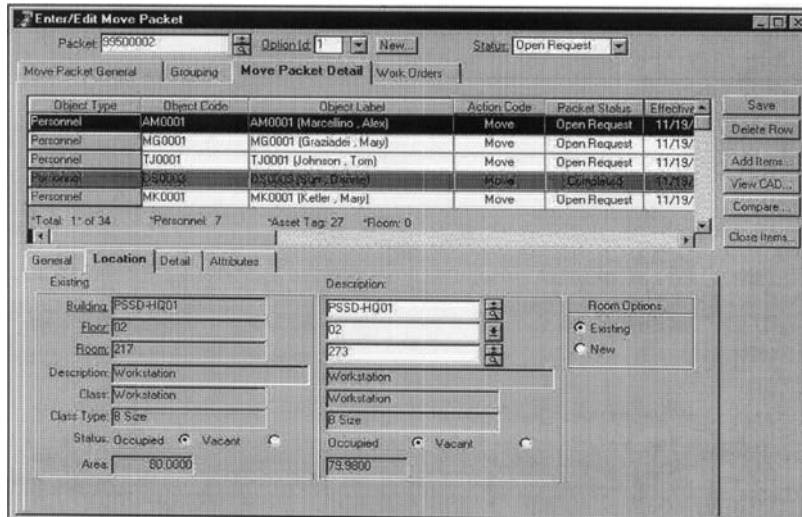 Enter/Edit Move Packet
Packet: 99500002 Option Id: 1 New... Status: Open Request
Move Packet General Grouping Move Packet Detail Work Orders
Object Type Object Code Object Label Action Code Packet Status Effective
Personnel AM0001 AM0001 (Marcellino , Alex) Move Open Request 11/19/
Personnel MG0001 MG0001 (Graziadei , Mary) Move Open Request 11/19/
Personnel TJ0001 TJ0001 (Johnson , Tom) Move Open Request 11/19/
Personnel DS0003 DS0003 Move Completed 11/19/
Personnel MK0001 MK0001 (Ketler , Mary) Move Open Request 11/19/
*Total: 1* of 34 *Personnel: 7 *Asset Tag: 27 *Room: 0
Save
Delete Row
Add Items...
View CAD...
Compare...
Close Items...
General Location Detail Attributes
Existing Description:
Building: PSSD-HQ01 PSSD-HQ01
Floor: 02 02
Room: 217 273
Description: Workstation Workstation
Class: Workstation Workstation
Class Type: B Size B Size
Status: Occupied Vacant Occupied Vacant
Area: 80.0000 79.9800
Room Options
Existing
New